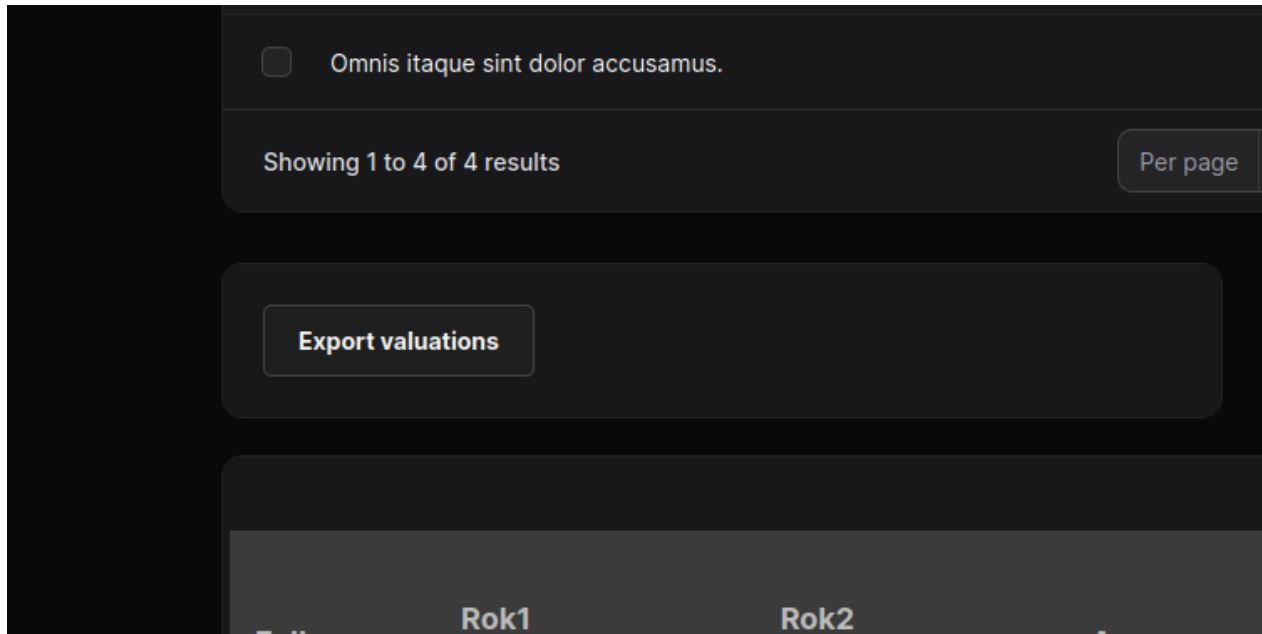 Omnis itaque sint dolor accusamus.
Showing 1 to 4 of 4 results
Per page
Export valuations
Rok1
Rok2